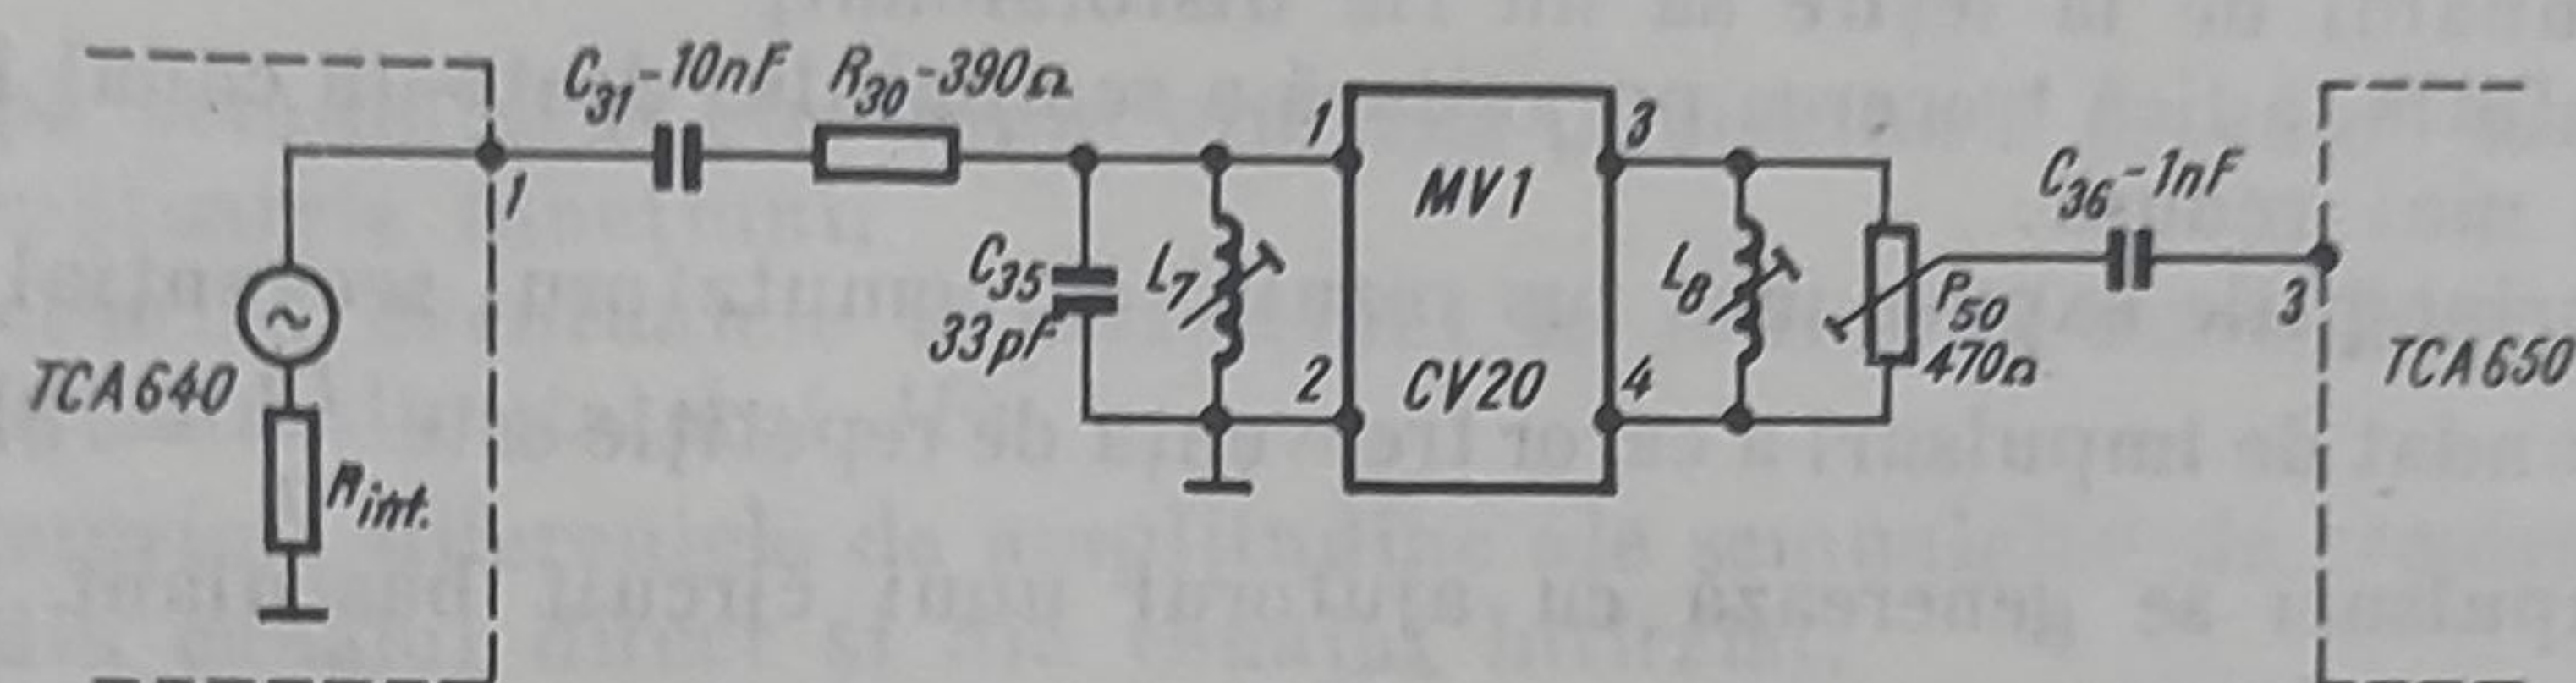 C31-10nF
R30-390Ω
1
1
3
MV1
C36-1nF
C35
33pF
L7
L8
P50
470Ω
3
TCA640
2
CV20
4
TCA650
Rint.
~